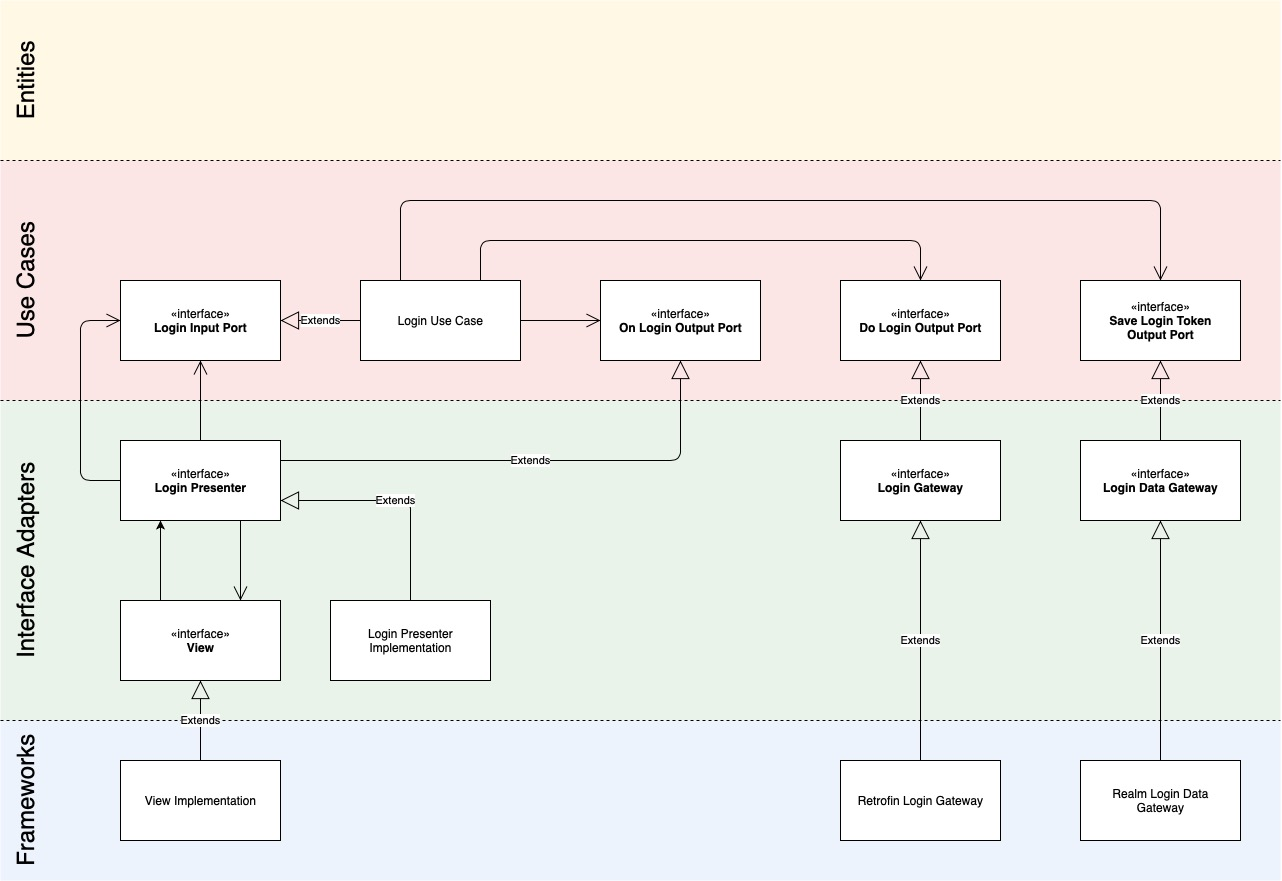 Entities
Use Cases
«interface»
Login Input Port
Extends
Login Use Case
«interface»
On Login Output Port
«interface»
Do Login Output Port
«interface»
Save Login Token
Output Port
Extends
Extends
Interface Adapters
«interface»
Login Presenter
Extends
Extends
«interface»
Login Gateway
«interface»
Login Data Gateway
«interface»
View
Login Presenter
Implementation
Extends
Extends
Extends
Frameworks
View Implementation
Retrofin Login Gateway
Realm Login Data
Gateway